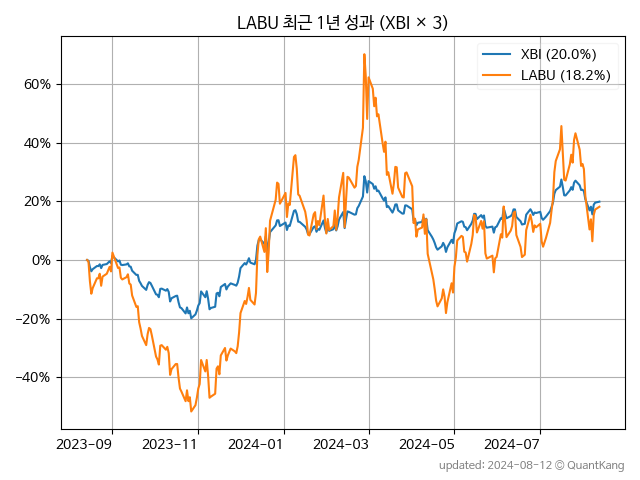 LABU 최근 1년 성과 (XBI × 3)
XBI (20.0%)
LABU (18.2%)
60%
40%
20%
0%
−20%
−40%
2023-09 2023-11 2024-01 2024-03 2024-05 2024-07
updated: 2024-08-12 © QuantKang